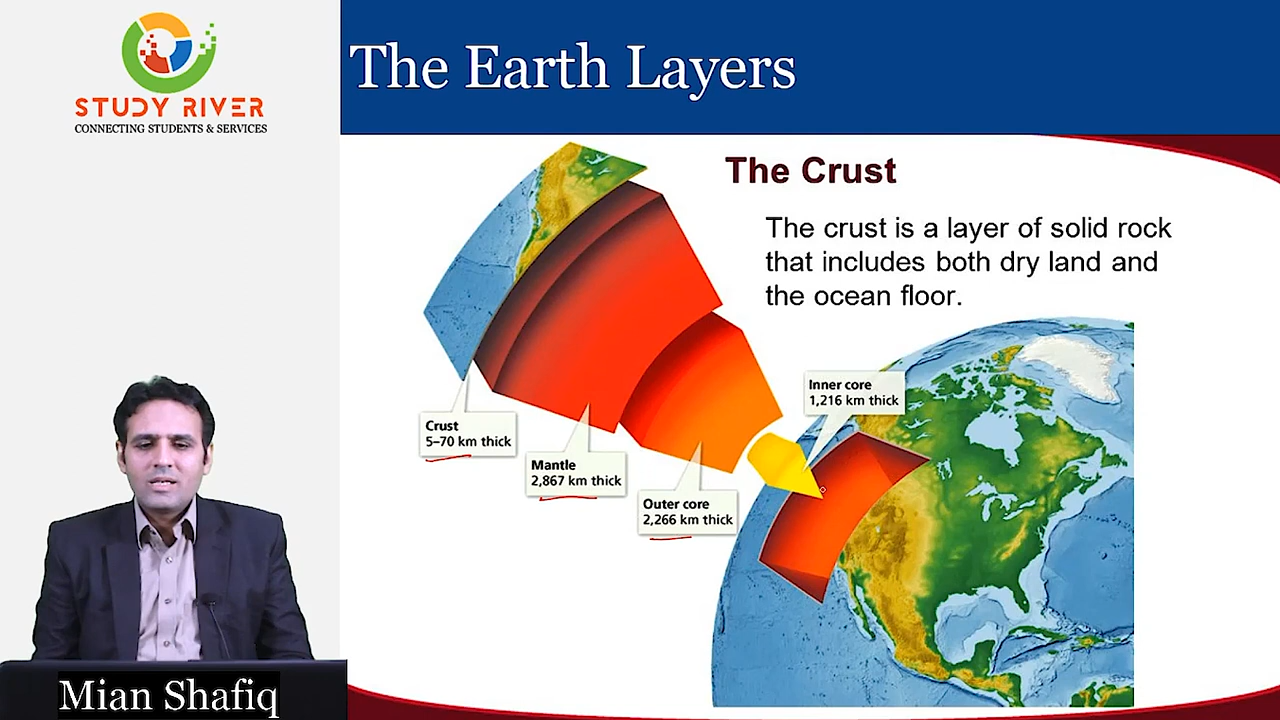 STUDY RIVER
CONNECTING STUDENTS & SERVICES
The Earth Layers
The Crust
The crust is a layer of solid rock
that includes both dry land and
the ocean floor.
Inner core
1,216 km thick
Crust
5–70 km thick
Mantle
2,867 km thick
Outer core
2,266 km thick
Mian Shafiq